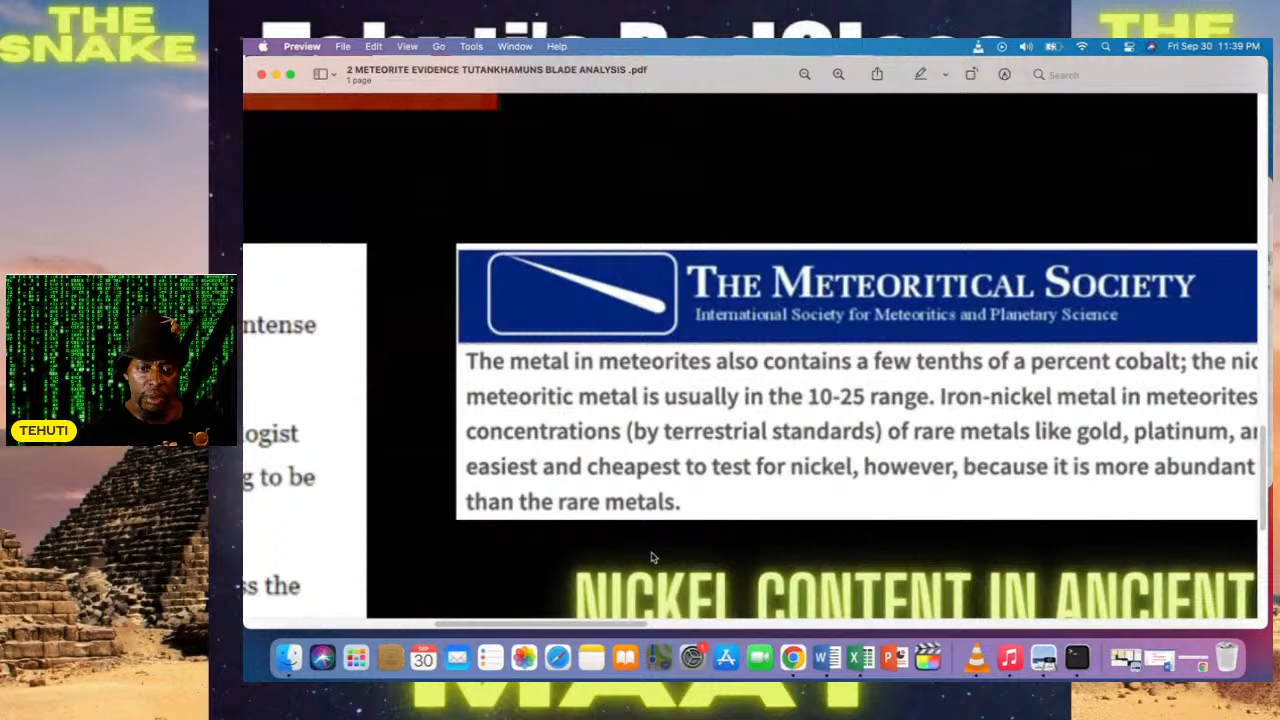 THE
SNAKE
THE
Preview File Edit View Go Tools Window Help
Fri Sep 30 11:39 PM
2 METEORITE EVIDENCE TUTANKHAMUNS BLADE ANALYSIS .pdf
1 page
Search
ntense
ogist
g to be
ss the
THE METEORITICAL SOCIETY
International Society for Meteoritics and Planetary Science
The metal in meteorites also contains a few tenths of a percent cobalt; the nic
meteoritic metal is usually in the 10-25 range. Iron-nickel metal in meteorites
concentrations (by terrestrial standards) of rare metals like gold, platinum, ar
easiest and cheapest to test for nickel, however, because it is more abundant
than the rare metals.
NICKEL CONTENT IN ANCIENT
TEHUTI
SEP
30
MAAT